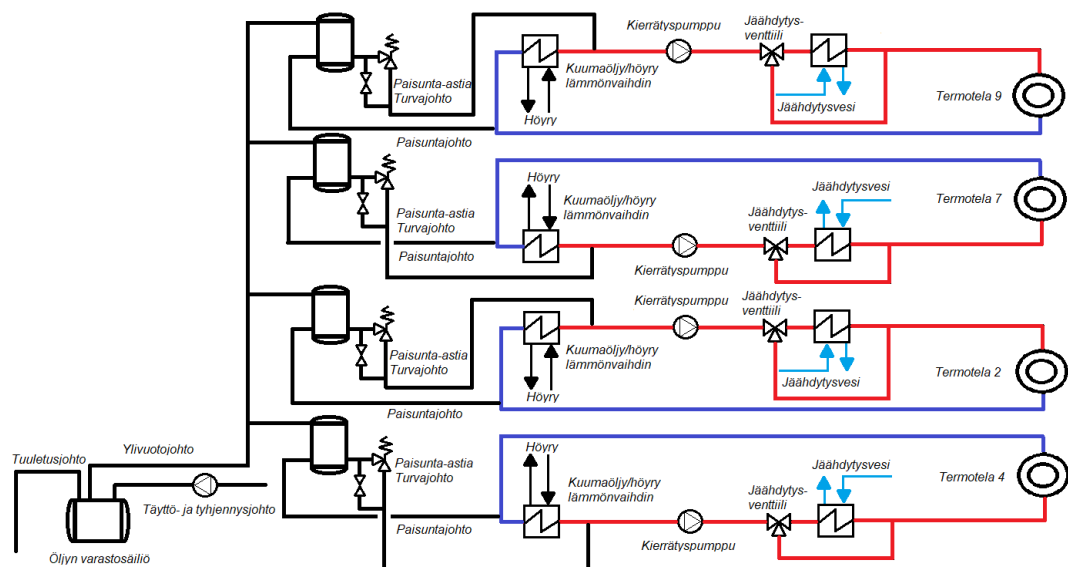 Kierrätyspumppu
Jäähdytys-
venttiili
Paisunta-astia
Turvajohto
Kuumaöljy/höyry
lämmönvaihdin
Höyry
Jäähdytysvesi
Termotela 9
Paisuntajohto
Höyry
Kuumaöljy/höyry
lämmönvaihdin
Jäähdytysvesi
Termotela 7
Paisunta-astia
Turvajohto
Jäähdytys-
venttiili
Paisuntajohto
Kierrätyspumppu
Kierrätyspumppu
Jäähdytys-
venttiili
Paisunta-astia
Turvajohto
Kuumaöljy/höyry
lämmönvaihdin
Höyry
Jäähdytysvesi
Termotela 2
Paisuntajohto
Höyry
Ylivuotojohto
Tuuletusjohto
Paisunta-astia
Turvajohto
Kuumaöljy/höyry
lämmönvaihdin
Jäähdytysvesi
Termotela 4
Jäähdytys-
venttiili
Täyttö- ja tyhjennysjohto
Paisuntajohto
Kierrätyspumppu
Öljyn varastosäiliö